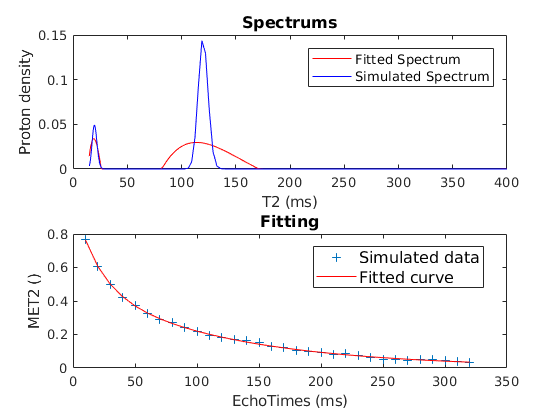 Spectrums
0.15
0.1
0.05
0
Proton density
Fitted Spectrum
Simulated Spectrum
0 50 100 150 200 250 300 350 400
T2 (ms)
Fitting
0.8
0.6
0.4
0.2
0
MET2 ()
Simulated data
Fitted curve
0 50 100 150 200 250 300 350
EchoTimes (ms)